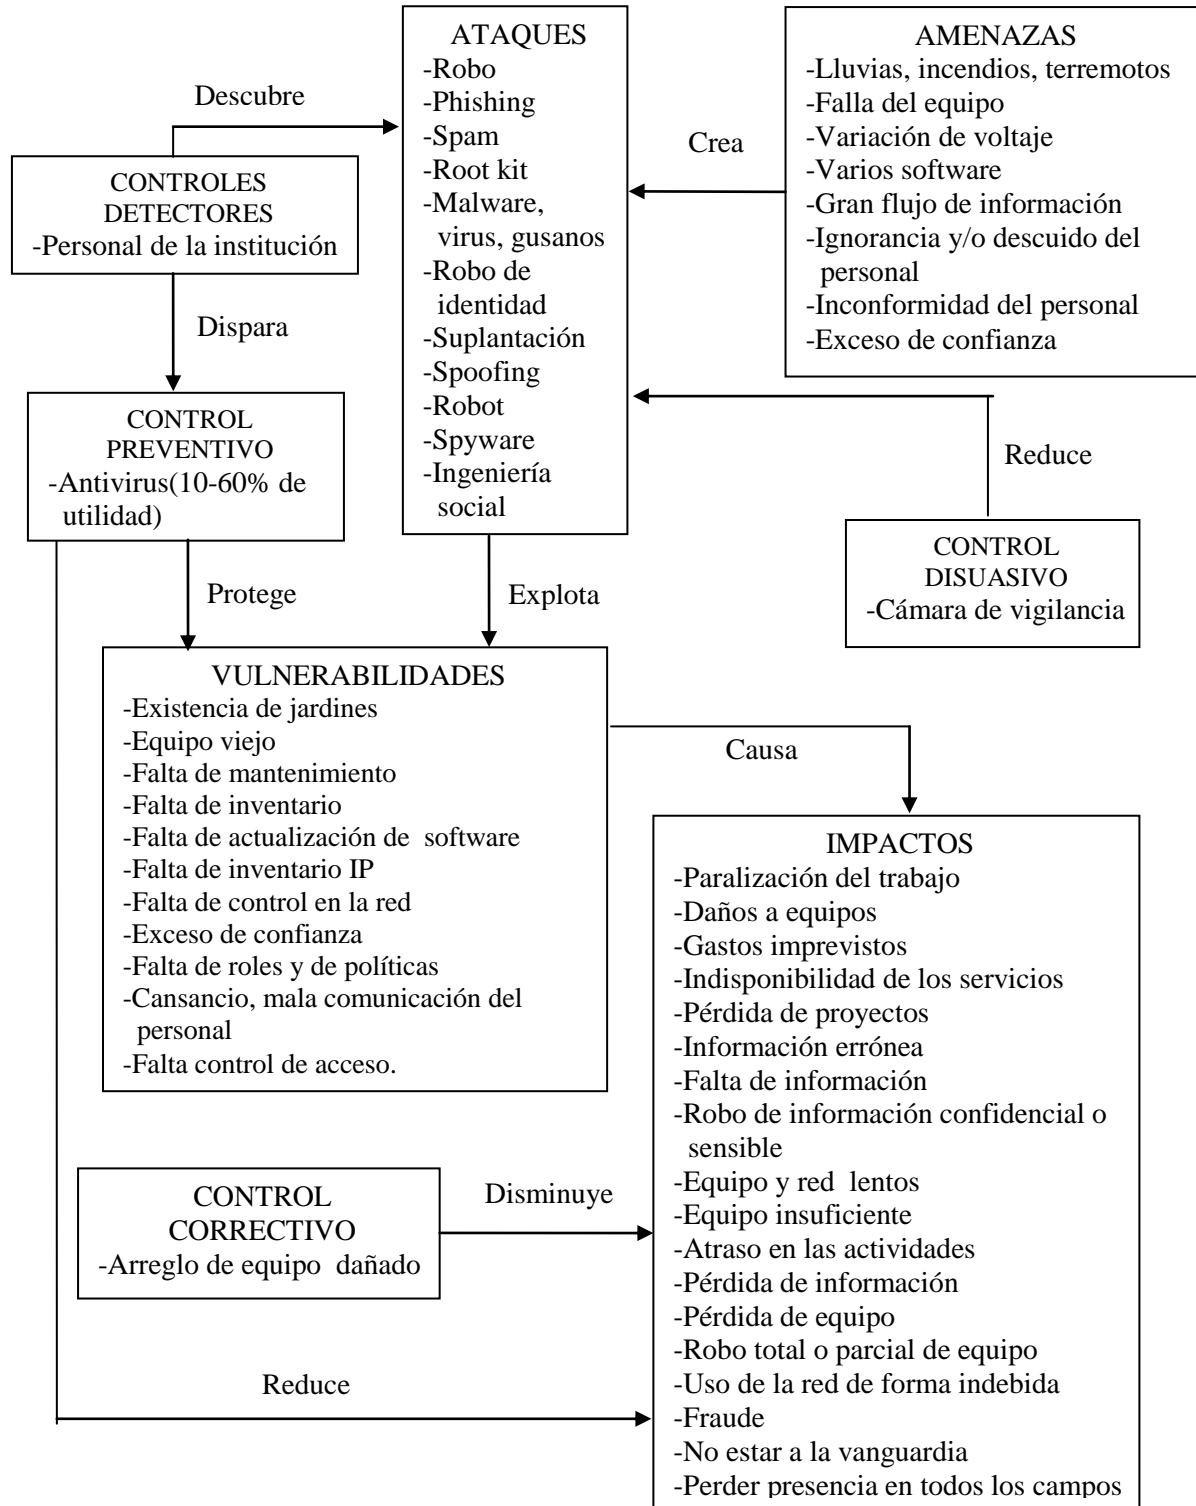 ATAQUES
-Robo
-Phishing
-Spam
-Root kit
-Malware,
virus, gusanos
-Robo de
identidad
-Suplantación
-Spoofing
-Robot
-Spyware
-Ingeniería
social
AMENAZAS
-Lluvias, incendios, terremotos
-Falla del equipo
-Variación de voltaje
-Varios software
-Gran flujo de información
-Ignorancia y/o descuido del
personal
-Inconformidad del personal
-Exceso de confianza
Descubre
Crea
CONTROLES
DETECTORES
-Personal de la institución
Dispara
CONTROL
PREVENTIVO
-Antivirus(10-60% de
utilidad)
Reduce
CONTROL
DISUASIVO
-Cámara de vigilancia
Protege
Explota
VULNERABILIDADES
-Existencia de jardines
-Equipo viejo
-Falta de mantenimiento
-Falta de inventario
-Falta de actualización de  software
-Falta de inventario IP
-Falta de control en la red
-Exceso de confianza
-Falta de roles y de políticas
-Cansancio, mala comunicación del
personal
-Falta control de acceso.
Causa
IMPACTOS
-Paralización del trabajo
-Daños a equipos
-Gastos imprevistos
-Indisponibilidad de los servicios
-Pérdida de proyectos
-Información errónea
-Falta de información
-Robo de información confidencial o
sensible
-Equipo y red  lentos
-Equipo insuficiente
-Atraso en las actividades
-Pérdida de información
-Pérdida de equipo
-Robo total o parcial de equipo
-Uso de la red de forma indebida
-Fraude
-No estar a la vanguardia
-Perder presencia en todos los campos
CONTROL
CORRECTIVO
-Arreglo de equipo  dañado
Disminuye
Reduce